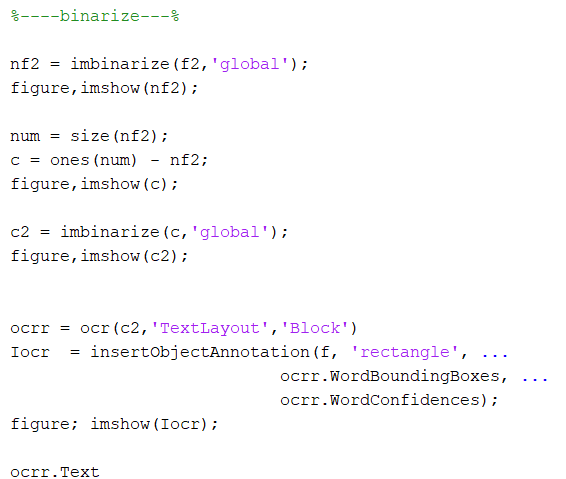 %----binarize---%
nf2 = imbinarize(f2,'global');
figure,imshow(nf2);
num = size(nf2);
c = ones(num) - nf2;
figure,imshow(c);
c2 = imbinarize(c,'global');
figure,imshow(c2);
ocrr = ocr(c2,'TextLayout','Block')
Iocr  = insertObjectAnnotation(f, 'rectangle', ...
ocrr.WordBoundingBoxes, ...
ocrr.WordConfidences);
figure; imshow(Iocr);
ocrr.Text